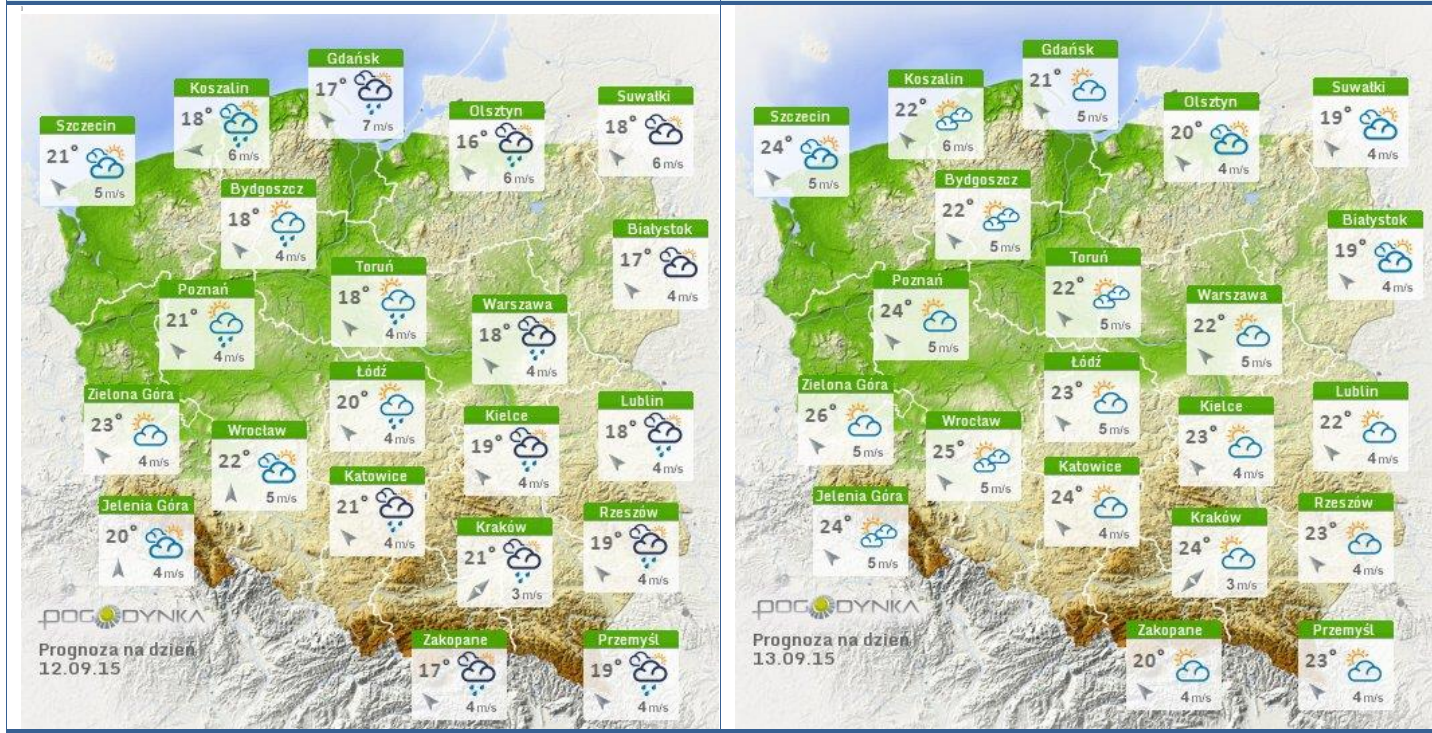 Gdańsk
17°
7 m/s
Koszalin
18°
6 m/s
Suwałki
18°
6 m/s
Olsztyn
16°
6 m/s
Szczecin
21°
5 m/s
Bydgoszcz
18°
4 m/s
Białystok
17°
4 m/s
Toruń
18°
4 m/s
Poznań
21°
4 m/s
Warszawa
18°
4 m/s
Łódź
20°
4 m/s
Zielona Góra
23°
4 m/s
Lublin
18°
4 m/s
Kielce
19°
4 m/s
Wrocław
22°
5 m/s
Katowice
21°
4 m/s
Jelenia Góra
20°
4 m/s
Rzeszów
19°
4 m/s
Kraków
21°
3 m/s
POGODYNKA
Zakopane
17°
4 m/s
Przemyśl
19°
4 m/s
Prognoza na dzień
12.09.15
Gdańsk
21°
5 m/s
Koszalin
22°
6 m/s
Suwałki
19°
4 m/s
Olsztyn
20°
4 m/s
Szczecin
24°
5 m/s
Bydgoszcz
22°
5 m/s
Białystok
19°
4 m/s
Toruń
22°
5 m/s
Poznań
24°
5 m/s
Warszawa
22°
5 m/s
Łódź
23°
5 m/s
Zielona Góra
26°
5 m/s
Lublin
22°
4 m/s
Kielce
23°
4 m/s
Wrocław
25°
5 m/s
Katowice
24°
4 m/s
Jelenia Góra
24°
5 m/s
Rzeszów
23°
4 m/s
Kraków
24°
3 m/s
POGODYNKA
Zakopane
20°
4 m/s
Przemyśl
23°
4 m/s
Prognoza na dzień
13.09.15